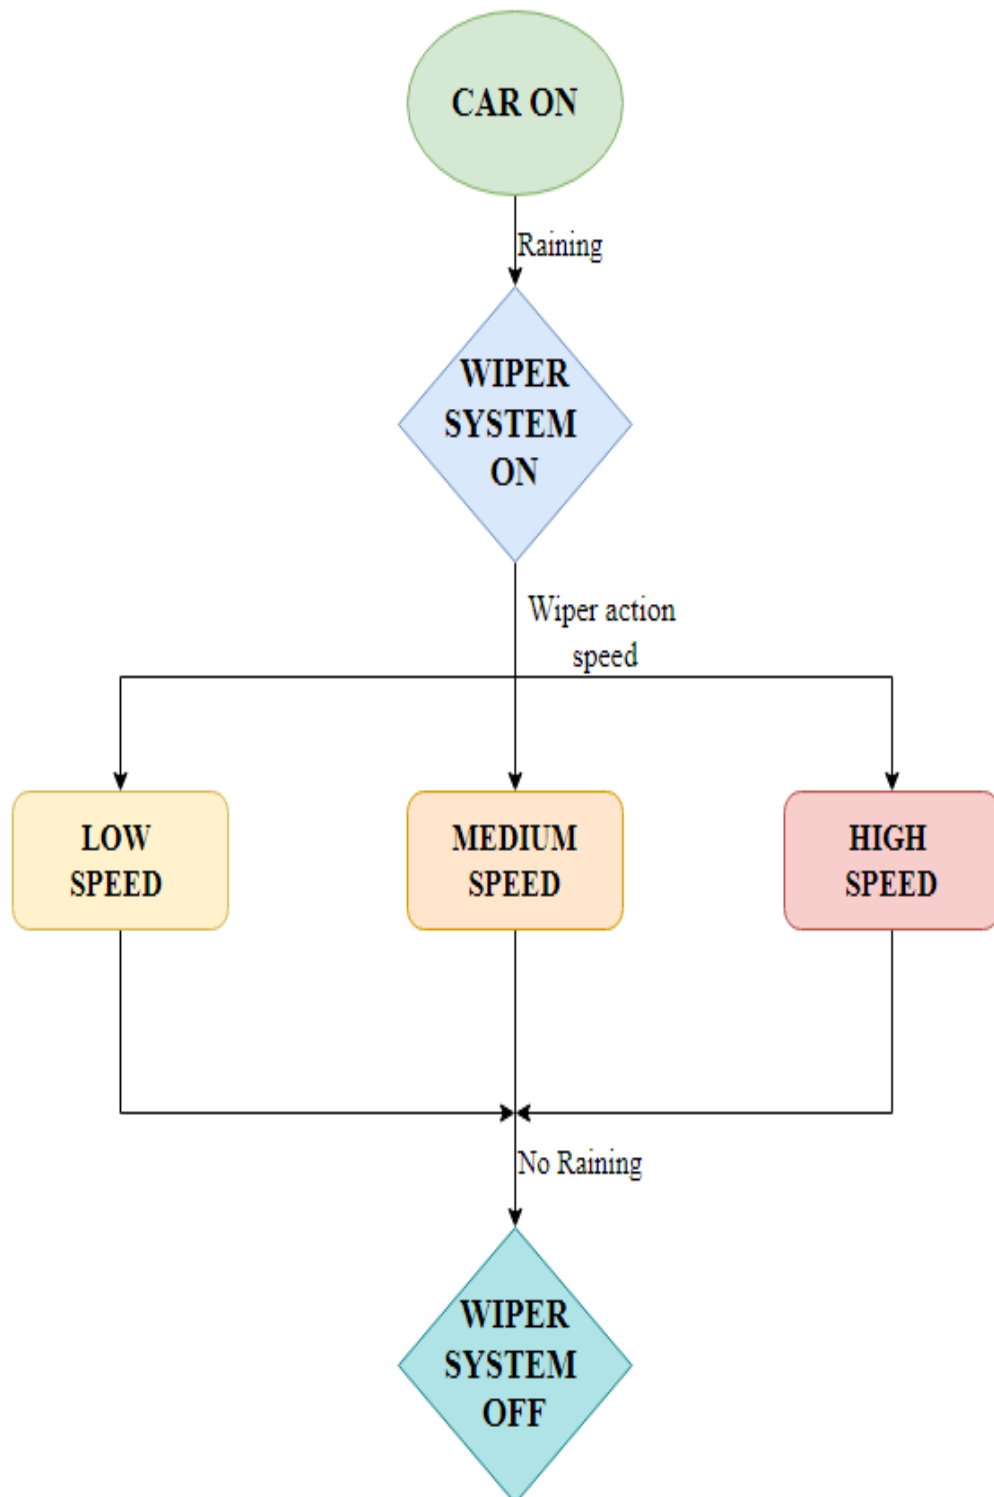 CAR ON
Raining
WIPER
SYSTEM
ON
Wiper action
speed
LOW
SPEED
MEDIUM
SPEED
HIGH
SPEED
No Raining
WIPER
SYSTEM
OFF